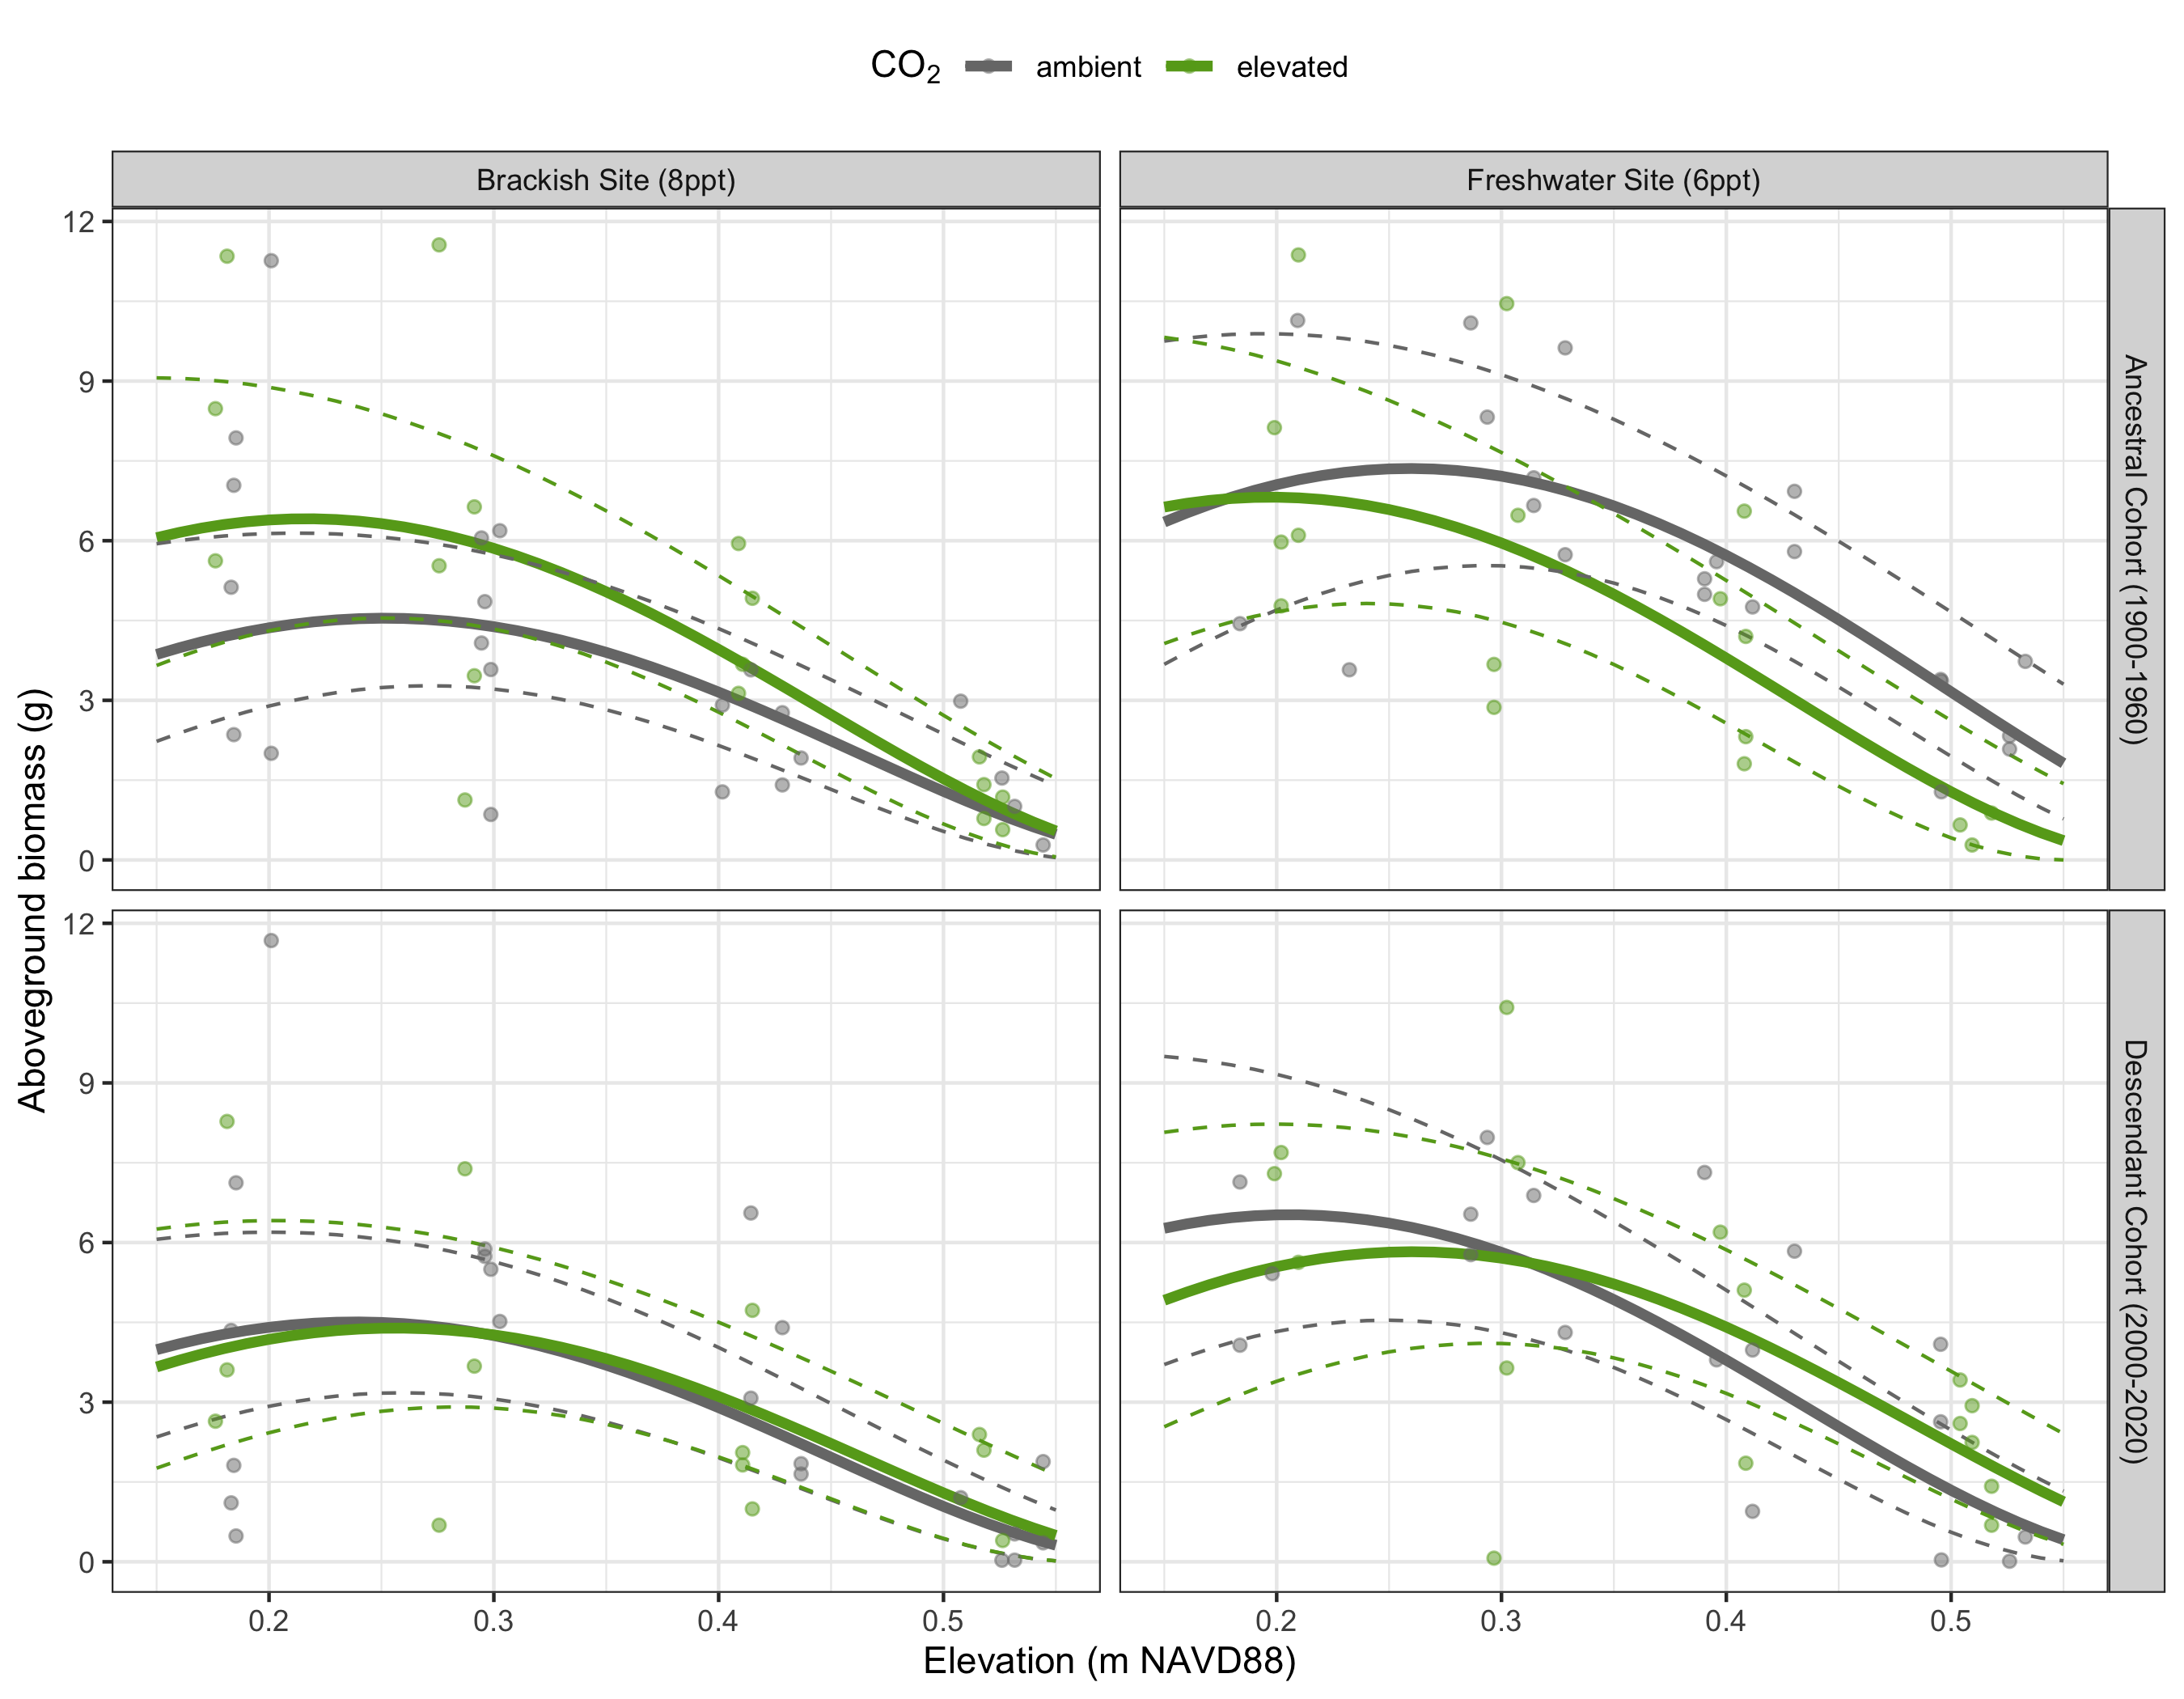 CO2 ambient elevated
Brackish Site (8ppt)
Freshwater Site (6ppt)
Aboveground biomass (g)
12
9
6
3
0
Ancestral Cohort (1900-1960)
12
9
6
3
0
Descendant Cohort (2000-2020)
0.2 0.3 0.4 0.5
0.2 0.3 0.4 0.5
Elevation (m NAVD88)